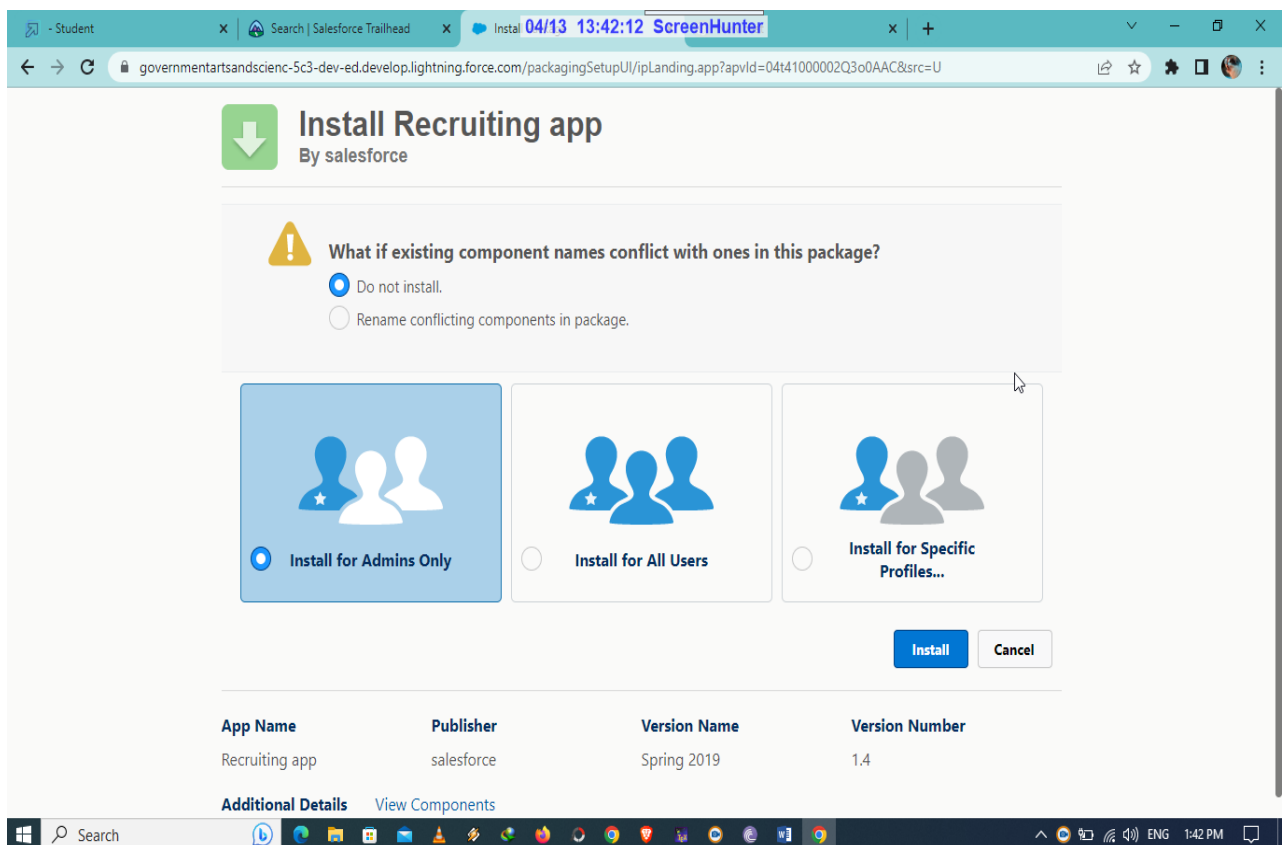 - Student
Search | Salesforce Trailhead
Instal
04/13 13:42:12 ScreenHunter
governmentartsandscienc-5c3-dev-ed.develop.lightning.force.com/packagingSetupUI/ipLanding.app?apvId=04t41000002Q3o0AAC&src=U
Install Recruiting app
By salesforce
What if existing component names conflict with ones in this package?
Do not install.
Rename conflicting components in package.
Install for Admins Only
Install for All Users
Install for Specific
Profiles...
Install
Cancel
App Name
Publisher
Version Name
Version Number
Recruiting app
salesforce
Spring 2019
1.4
Additional Details
View Components
Search
ENG
1:42 PM